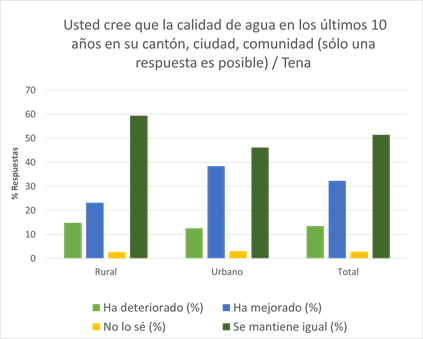 Usted cree que la calidad de agua en los últimos 10
años en su cantón, ciudad, comunidad (sólo una
respuesta es posible) / Tena
70
60
50
40
30
20
10
0
% Respuestas
Rural Urbano Total
Ha deteriorado (%) Ha mejorado (%)
No lo sé (%) Se mantiene igual (%)